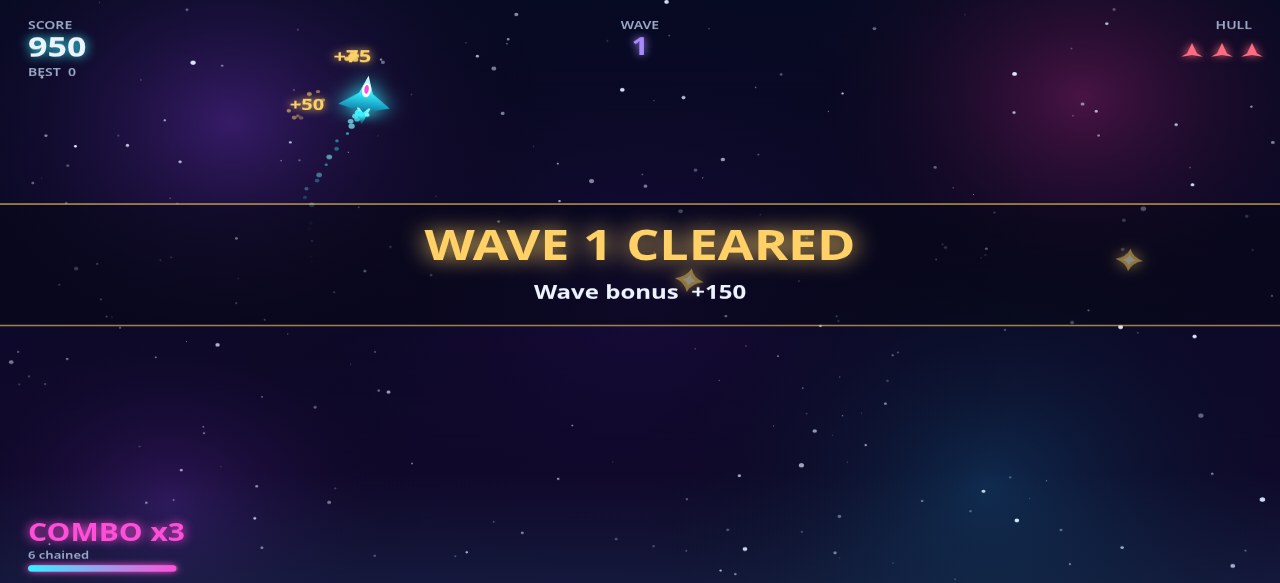 SCORE
950
BEST 0
WAVE
1
HULL
+50
WAVE 1 CLEARED
Wave bonus +150
COMBO x3
6 chained